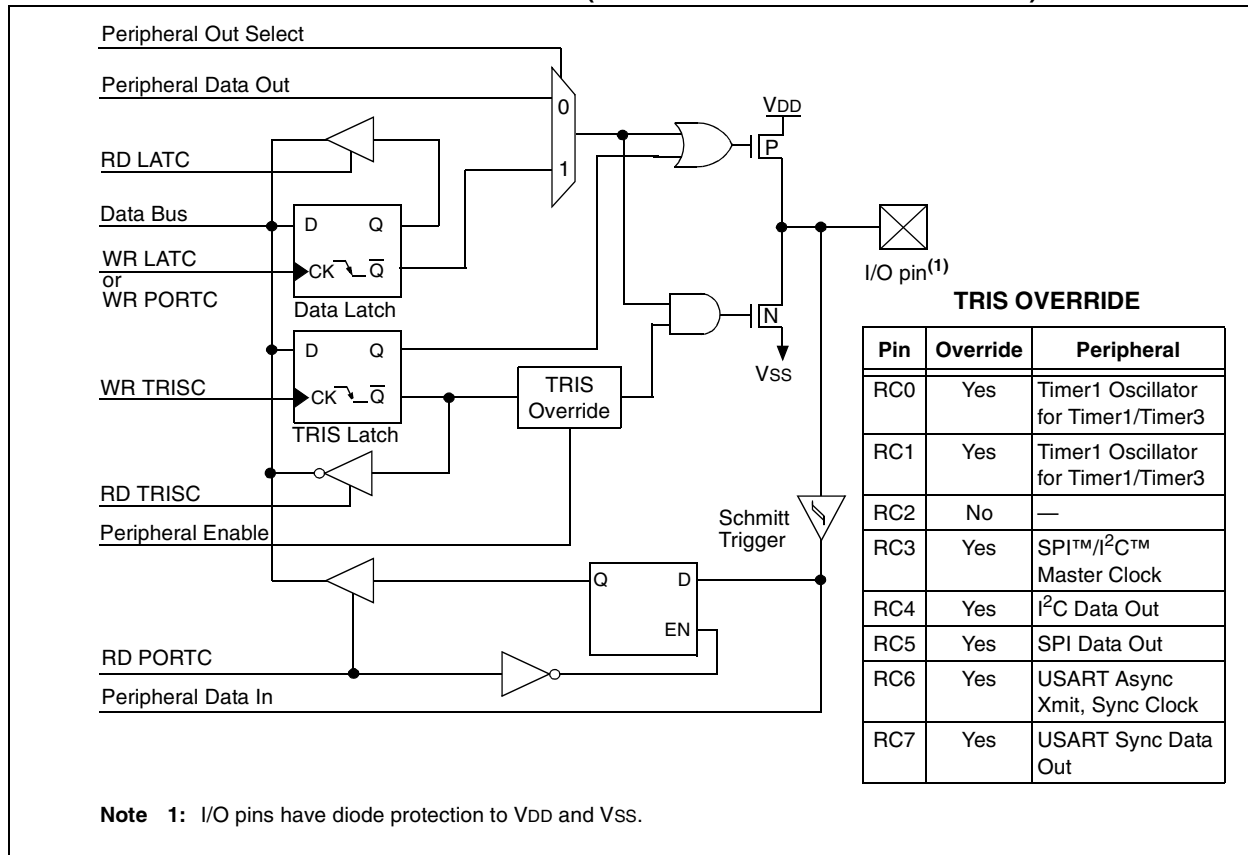 Peripheral Out Select
Peripheral Data Out
0
1
VDD
P
RD LATC
Data Bus
D Q
WR LATC
or
WR PORTC
CK Q
Data Latch
I/O pin(1)
N
VSS
D Q
WR TRISC
CK Q
TRIS Latch
TRIS
Override
RD TRISC
Peripheral Enable
Schmitt
Trigger
Q D
EN
RD PORTC
Peripheral Data In
TRIS OVERRIDE
Pin Override Peripheral
RC0 Yes Timer1 Oscillator
for Timer1/Timer3
RC1 Yes Timer1 Oscillator
for Timer1/Timer3
RC2 No —
RC3 Yes SPI™/I²C™
Master Clock
RC4 Yes I²C Data Out
RC5 Yes SPI Data Out
RC6 Yes USART Async
Xmit, Sync Clock
RC7 Yes USART Sync Data
Out
Note 1: I/O pins have diode protection to VDD and VSS.